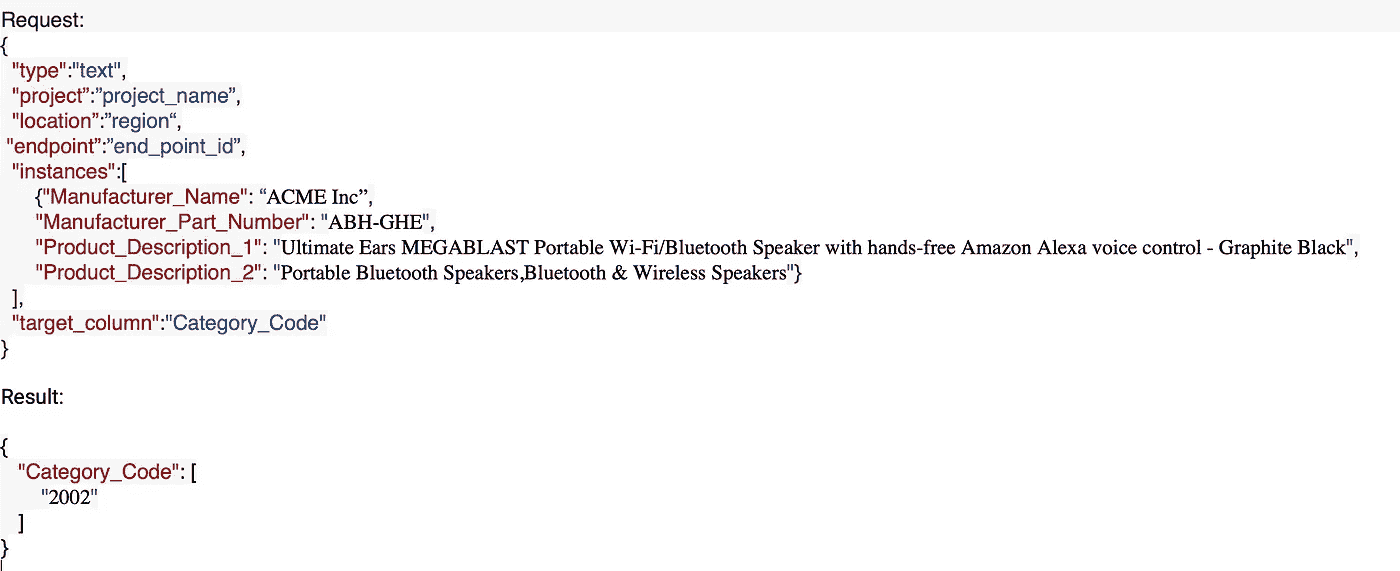 Request:
{
"type":"text",
"project":"project_name",
"location":"region“,
"endpoint”:”end_point_id”,
"instances":[
{"Manufacturer_Name": “ACME Inc”,
"Manufacturer_Part_Number": "ABH-GHE",
"Product_Description_1": "Ultimate Ears MEGABLAST Portable Wi-Fi/Bluetooth Speaker with hands-free Amazon Alexa voice control - Graphite Black",
"Product_Description_2": "Portable Bluetooth Speakers,Bluetooth & Wireless Speakers"}
],
"target_column":"Category_Code"
}
Result:
{
"Category_Code": [
"2002"
]
}